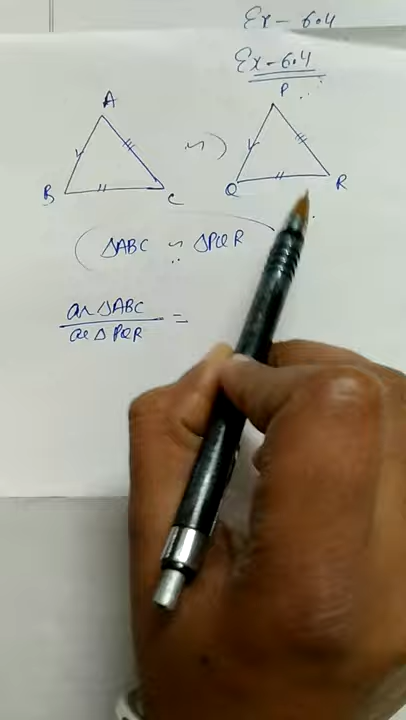 Ex - 6.4
Ex - 6.4
A
P
B
C
Q
R
∽
ΔABC ∽ ΔPQR
ar ΔABC
ar ΔPQR
=